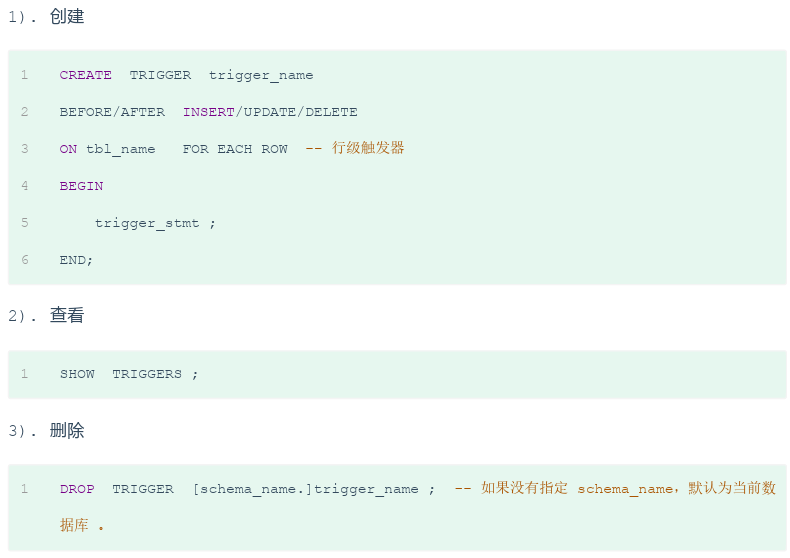 1). 创建
1 CREATE TRIGGER trigger_name
2 BEFORE/AFTER INSERT/UPDATE/DELETE
3 ON tbl_name FOR EACH ROW -- 行级触发器
4 BEGIN
5 trigger_stmt ;
6 END;
2). 查看
1 SHOW TRIGGERS ;
3). 删除
1 DROP TRIGGER [schema_name.]trigger_name ; -- 如果没有指定 schema_name，默认为当前数
据库 。